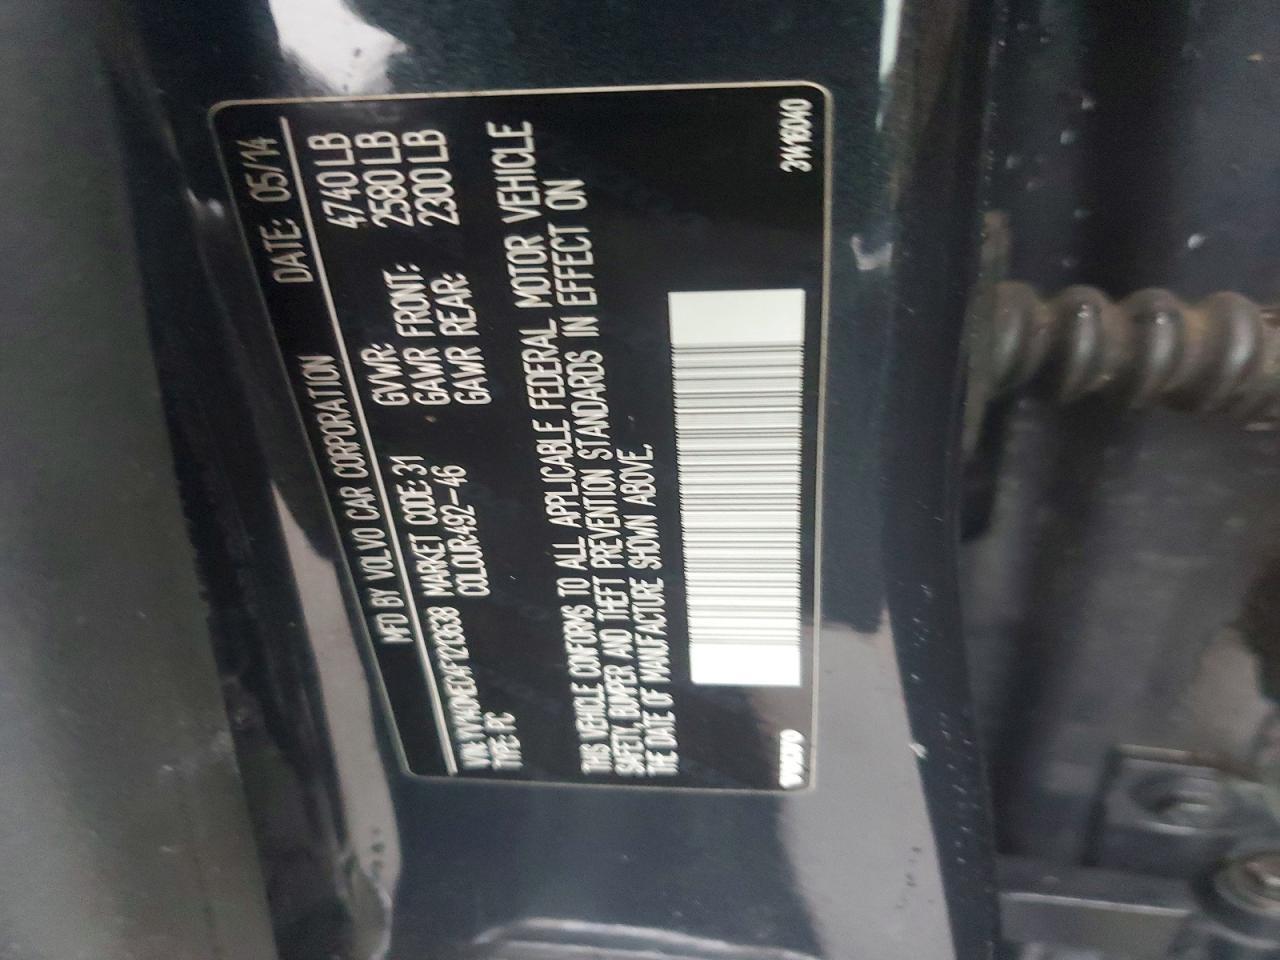 MFD BY VOLVO CAR CORPORATION DATE: 05/14
MARKET CODE: 31 GVWR: 4740 LB
COLOUR:492-46 GAWR FRONT: 2580 LB
TYPE: PC GAWR REAR: 2300 LB
THIS VEHICLE CONFORMS TO ALL APPLICABLE FEDERAL MOTOR VEHICLE
SAFETY, BUMPER AND THEFT PREVENTION STANDARDS IN EFFECT ON
THE DATE OF MANUFACTURE SHOWN ABOVE.
VOLVO 31416040